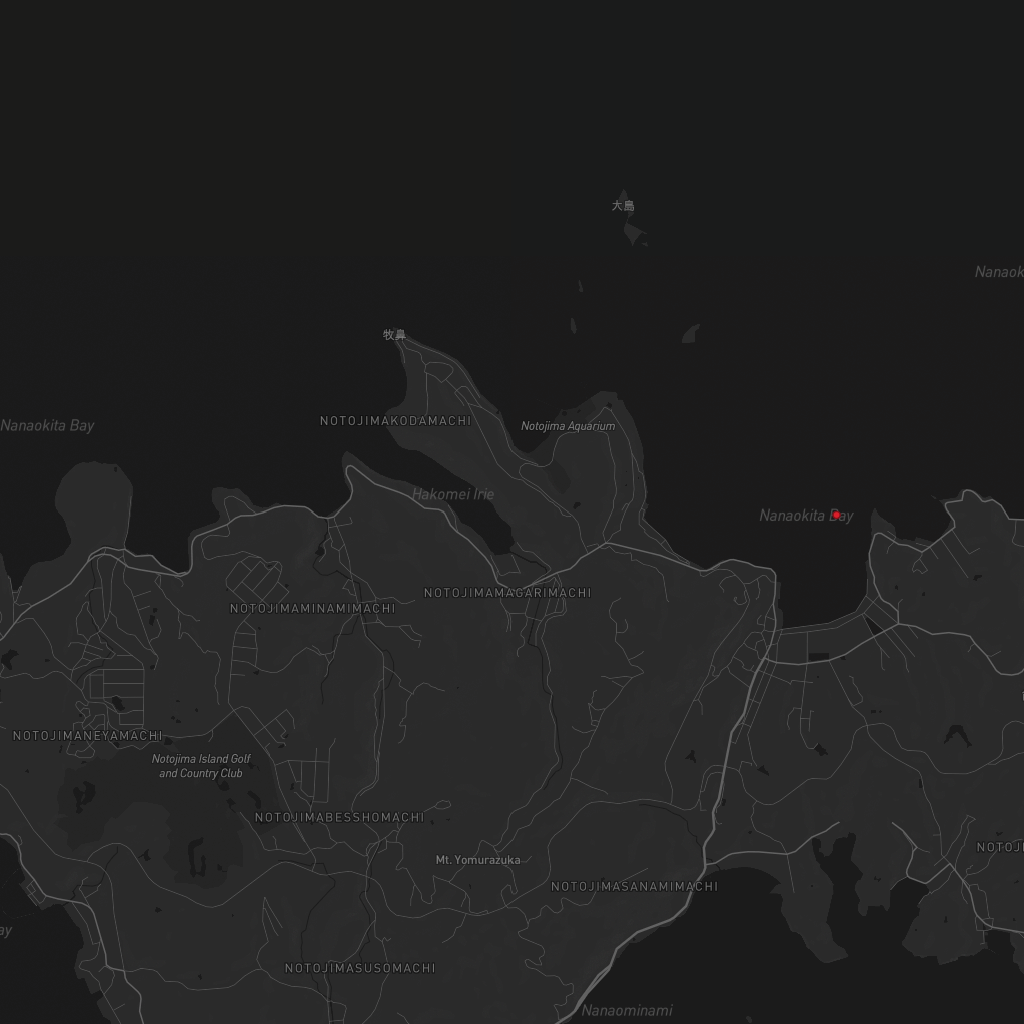 大島
Nanaok
牧鼻
NOTOJIMAKODAMACHI
Nanaokita Bay
Notojima Aquarium
Hakomei Irie
Nanaokita Bay
NOTOJIMAMAGARIMACHI
NOTOJIMAMINAMIMACHI
NOTOJIMANEYAMACHI
Notojima Island Golf
and Country Club
NOTOJIMABESSHOMACHI
NOTOJI
Mt. Yomurazuka
NOTOJIMASANAMIMACHI
ay
NOTOJIMASUSOMACHI
Nanaominami